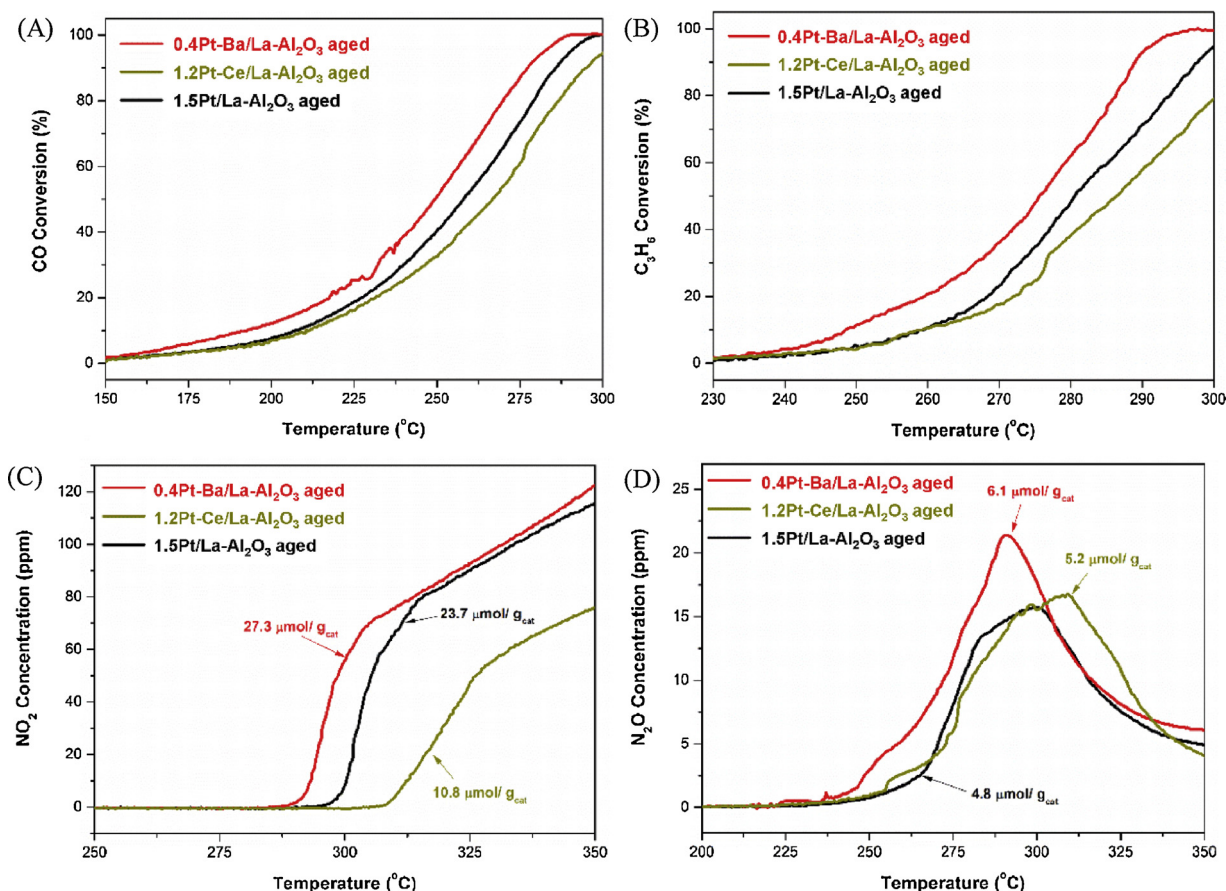 (A)
0.4Pt-Ba/La-Al₂O₃ aged
1.2Pt-Ce/La-Al₂O₃ aged
1.5Pt/La-Al₂O₃ aged
CO Conversion (%)
100
80
60
40
20
0
150 175 200 225 250 275 300
Temperature (°C)
(B)
0.4Pt-Ba/La-Al₂O₃ aged
1.2Pt-Ce/La-Al₂O₃ aged
1.5Pt/La-Al₂O₃ aged
C₃H₆ Conversion (%)
100
80
60
40
20
0
230 240 250 260 270 280 290 300
Temperature (°C)
(C)
0.4Pt-Ba/La-Al₂O₃ aged
1.2Pt-Ce/La-Al₂O₃ aged
1.5Pt/La-Al₂O₃ aged
NO₂ Concentration (ppm)
120
100
80
60
40
20
0
27.3 μmol/ gcat
23.7 μmol/ gcat
10.8 μmol/ gcat
250 275 300 325 350
Temperature (°C)
(D)
0.4Pt-Ba/La-Al₂O₃ aged
1.2Pt-Ce/La-Al₂O₃ aged
1.5Pt/La-Al₂O₃ aged
N₂O Concentration (ppm)
25
20
15
10
5
0
6.1 μmol/ gcat
5.2 μmol/ gcat
4.8 μmol/ gcat
200 225 250 275 300 325 350
Temperature (°C)